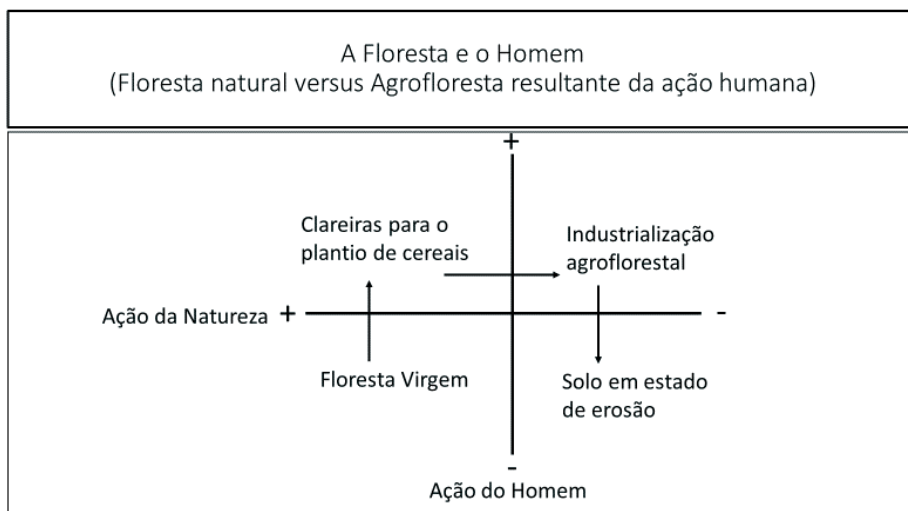 A Floresta e o Homem
(Floresta natural versus Agrofloresta resultante da ação humana)
+
Clareiras para o
plantio de cereais
Industrialização
agroflorestal
Ação da Natureza + -
Floresta Virgem
Solo em estado
de erosão
-
Ação do Homem